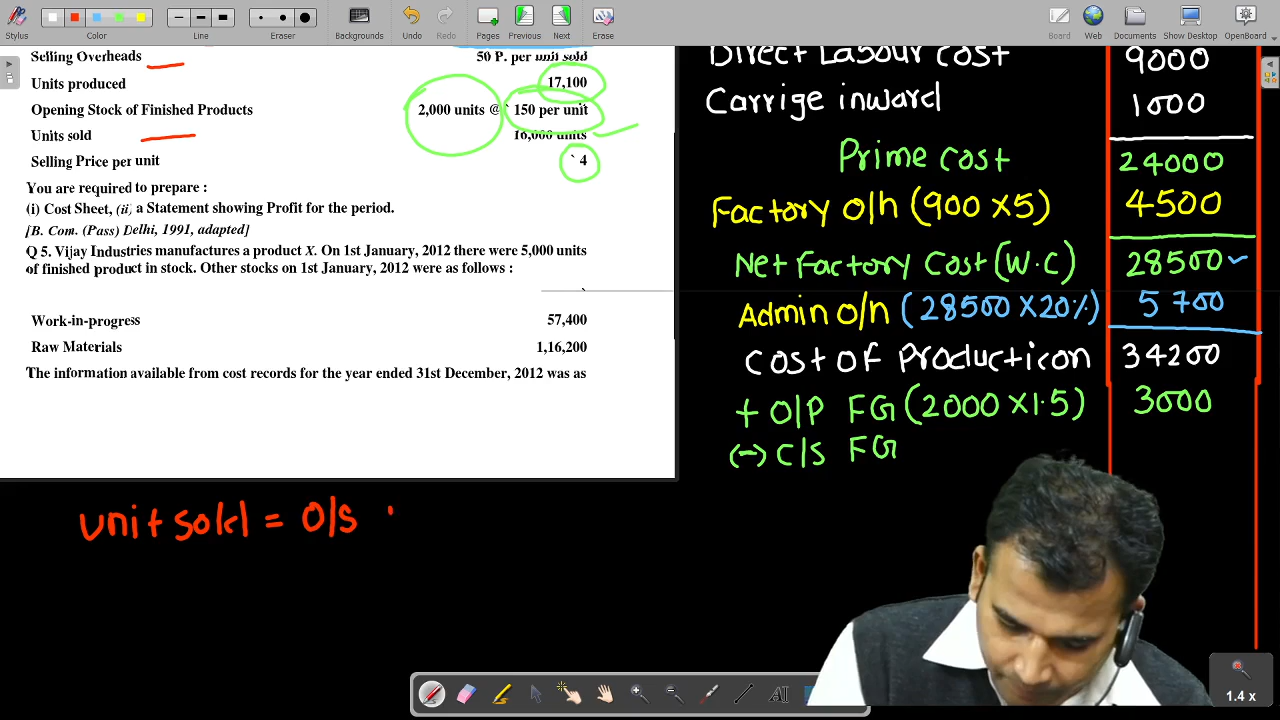 Stylus
Color
Line
Eraser
Backgrounds
Undo
Redo
Pages
Previous
Next
Erase
Board
Web
Documents
Show Desktop
OpenBoard
Selling Overheads 50 P. per unit sold
Units produced 17,100
Opening Stock of Finished Products 2,000 units @ ` 150 per unit
Units sold 16,000 units
Selling Price per unit ` 4
You are required to prepare :
(i) Cost Sheet, (ii) a Statement showing Profit for the period.
[B. Com. (Pass) Delhi, 1991, adapted]
Q 5. Vijay Industries manufactures a product X. On 1st January, 2012 there were 5,000 units
of finished product in stock. Other stocks on 1st January, 2012 were as follows :
`
Work-in-progress 57,400
Raw Materials 1,16,200
The information available from cost records for the year ended 31st December, 2012 was as
Direct Labour cost 9000
Carrige inward 1000
Prime cost 24000
Factory o/h (900 X5) 4500
Net Factory Cost (W.C) 28500
Admin o/h (28500 X20%) 5700
Cost of Producticon 34200
+ O/P FG (2000 X1.5) 3000
(-) C/S FG
unit sold = O/S
1.4 x